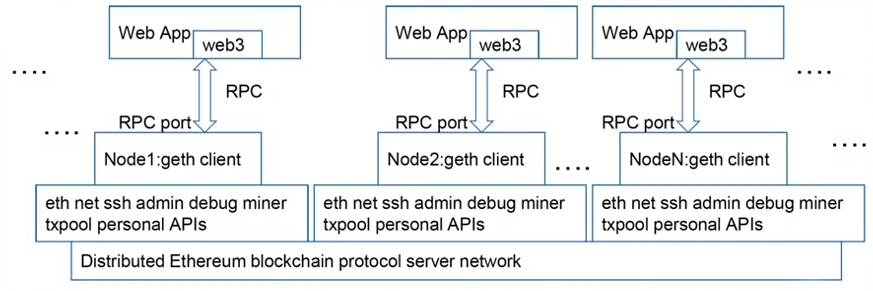 Web App
web3
Web App
web3
Web App
web3
....
....
RPC
RPC
RPC
....
RPC port
RPC port
RPC port
....
Node1:geth client
Node2:geth client
....
NodeN:geth client
eth net ssh admin debug miner
txpool personal APIs
eth net ssh admin debug miner
txpool personal APIs
eth net ssh admin debug miner
txpool personal APIs
Distributed Ethereum blockchain protocol server network